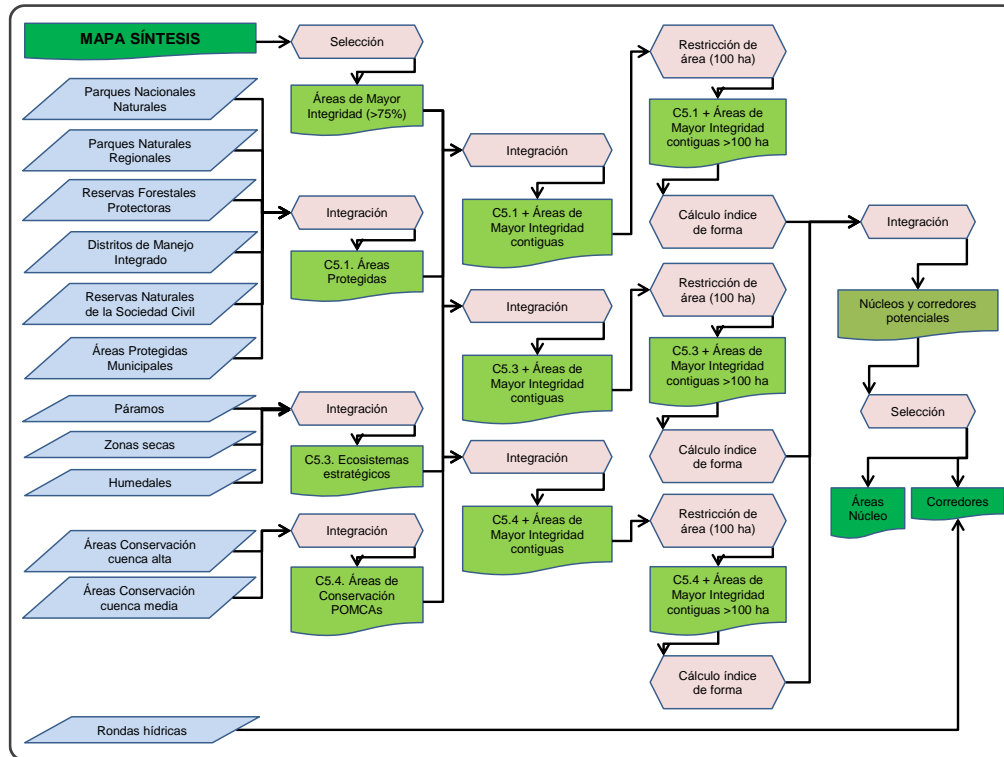 MAPA SÍNTESIS
Parques Nacionales
Naturales
Parques Naturales
Regionales
Reservas Forestales
Protectoras
Distritos de Manejo
Integrado
Reservas Naturales
de la Sociedad Civil
Áreas Protegidas
Municipales
Páramos
Zonas secas
Humedales
Áreas Conservación
cuenca alta
Áreas Conservación
cuenca media
Rondas hídricas
Selección
Áreas de Mayor
Integridad (>75%)
Integración
C5.1. Áreas
Protegidas
Integración
C5.3. Ecosistemas
estratégicos
Integración
C5.4. Áreas de
Conservación
POMCAs
Integración
C5.1 + Áreas de
Mayor Integridad
contiguas
Integración
C5.3 + Áreas de
Mayor Integridad
contiguas
Integración
C5.4 + Áreas de
Mayor Integridad
contiguas
Restricción de
área (100 ha)
C5.1 + Áreas de
Mayor Integridad
contiguas >100 ha
Cálculo índice
de forma
Restricción de
área (100 ha)
C5.3 + Áreas de
Mayor Integridad
contiguas >100 ha
Cálculo índice
de forma
Restricción de
área (100 ha)
C5.4 + Áreas de
Mayor Integridad
contiguas >100 ha
Cálculo índice
de forma
Integración
Núcleos y corredores
potenciales
Selección
Áreas
Núcleo
Corredores